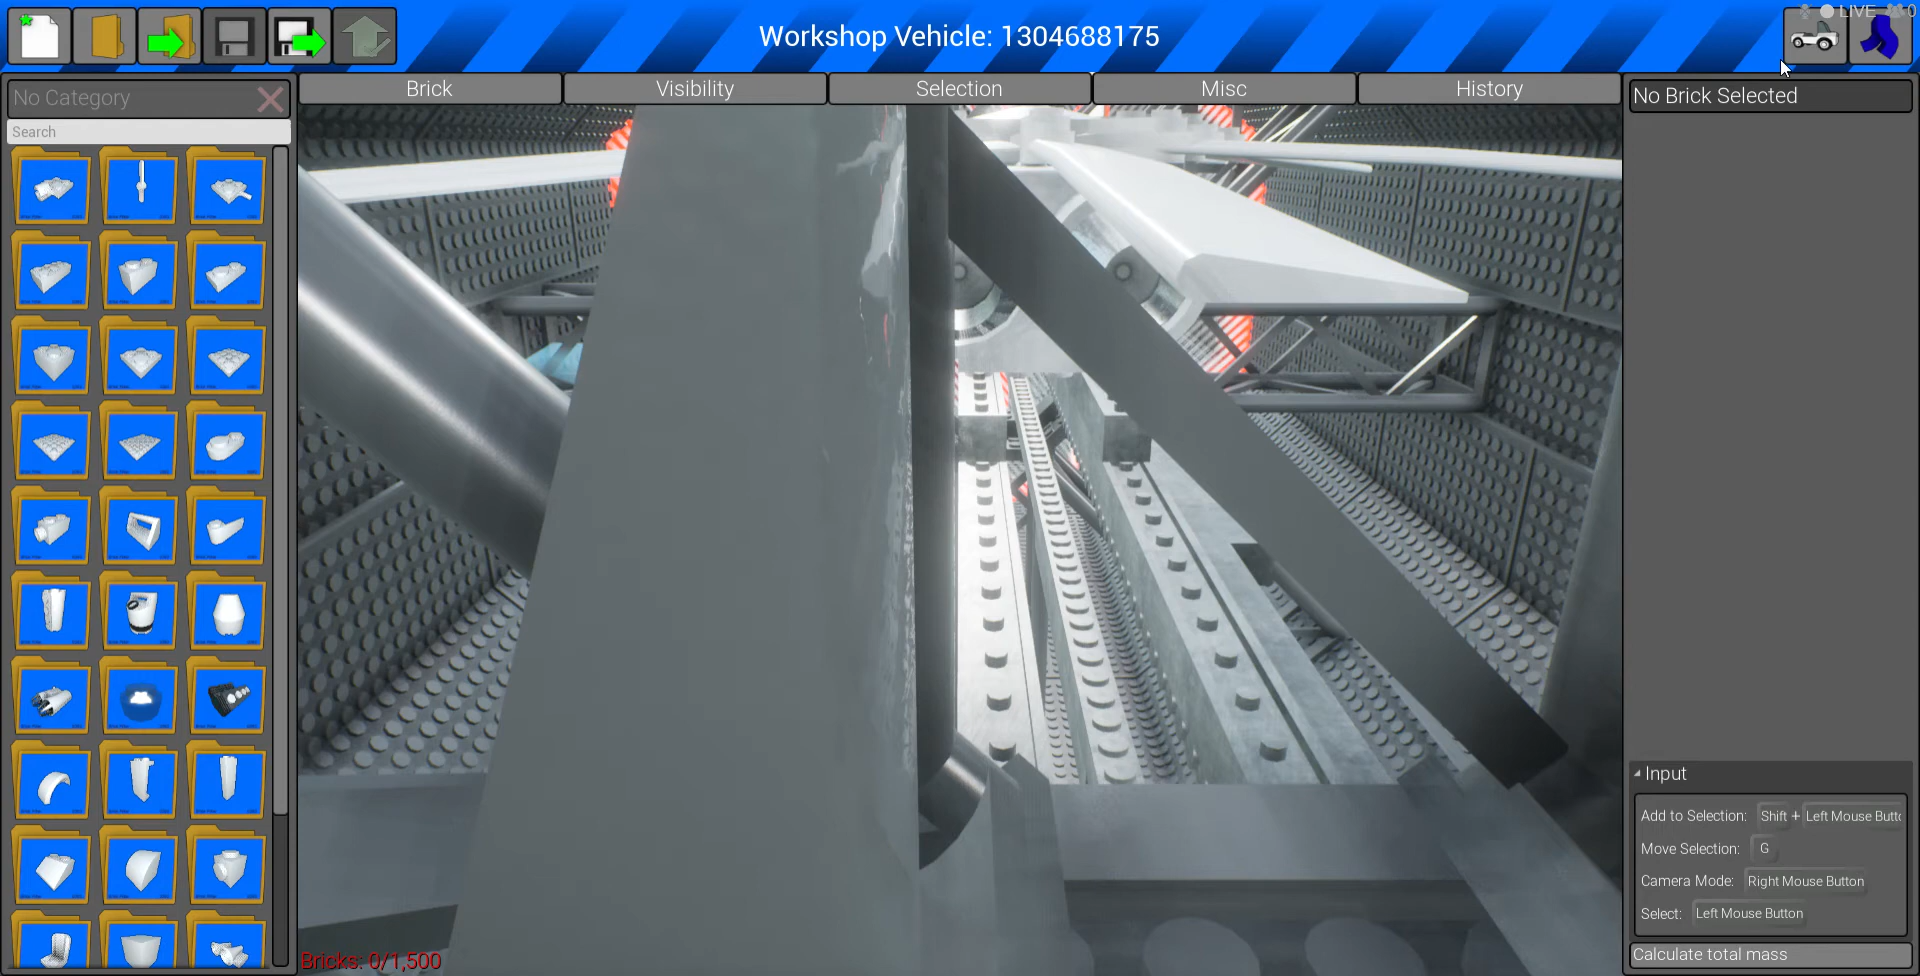 Workshop Vehicle: 1304688175
LIVE 0
No Category
Search
Brick
Visibility
Selection
Misc
History
No Brick Selected
Input
Add to Selection: Shift + Left Mouse Butt
Move Selection: G
Camera Mode: Right Mouse Button
Select: Left Mouse Button
Calculate total mass
Bricks: 0/1,500